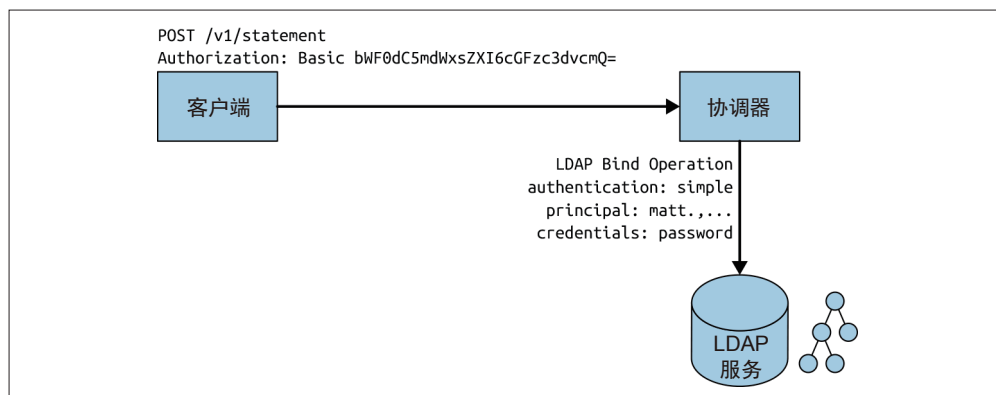 POST /v1/statement
Authorization: Basic bWF0dC5mdWxsZXI6cGFzc3dvcmQ=
客户端
协调器
LDAP Bind Operation
authentication: simple
principal: matt.,...
credentials: password
LDAP
服务